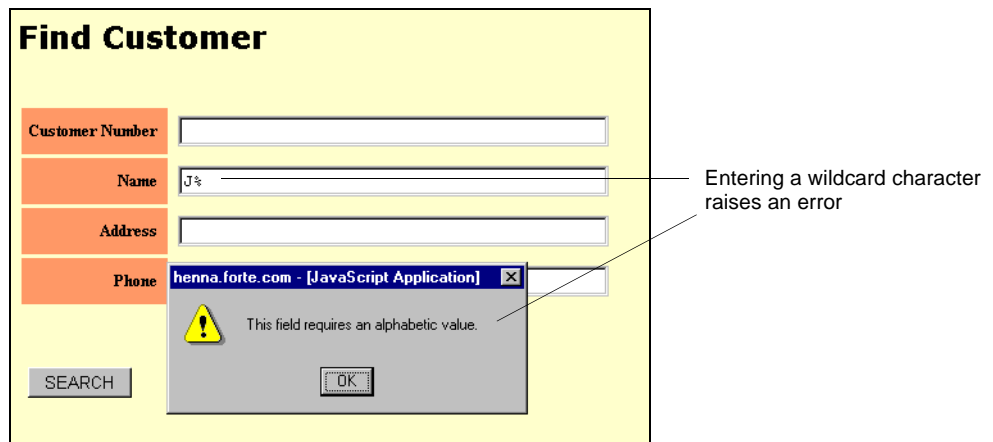 Find Customer
Customer Number
Name J%
Entering a wildcard character
raises an error
Address
Phone
henna.forte.com - [JavaScript Application]
This field requires an alphabetic value.
OK
SEARCH